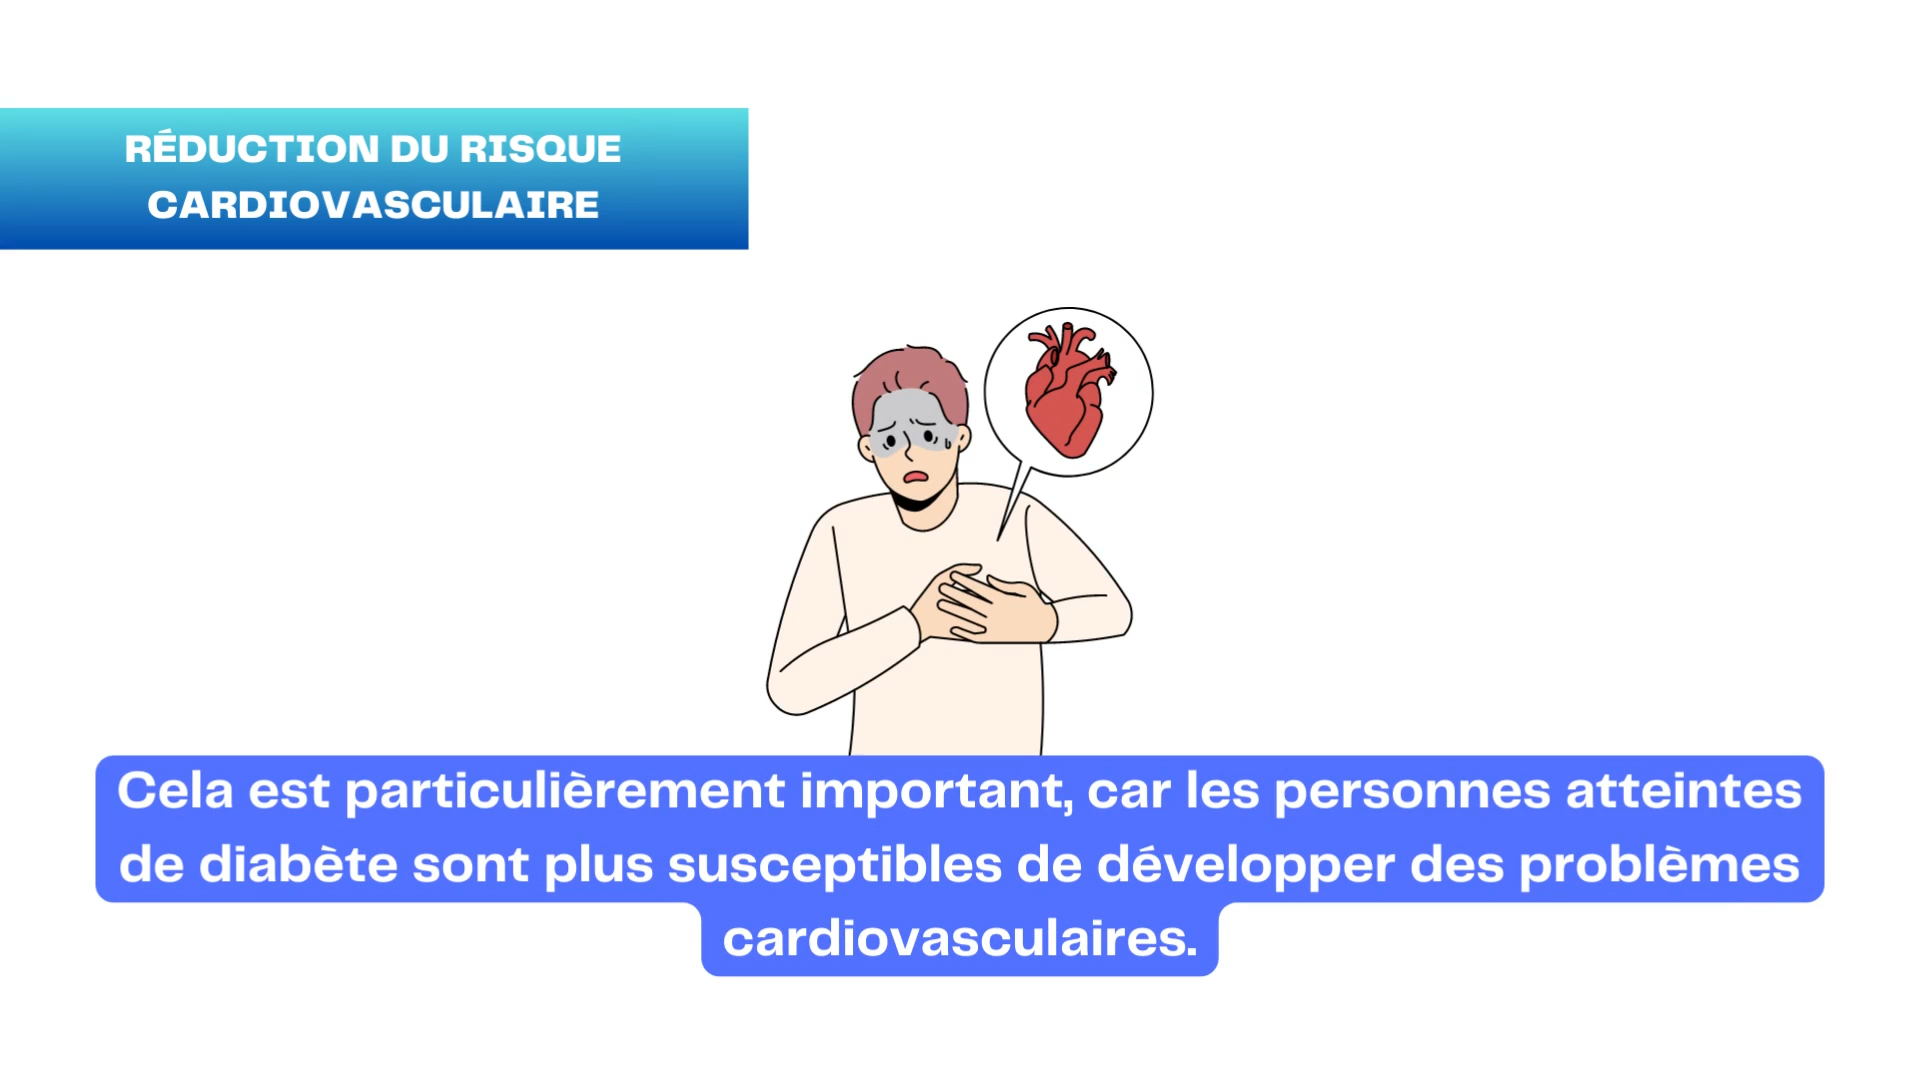 RÉDUCTION DU RISQUE
CARDIOVASCULAIRE
Cela est particulièrement important, car les personnes atteintes
de diabète sont plus susceptibles de développer des problèmes
cardiovasculaires.